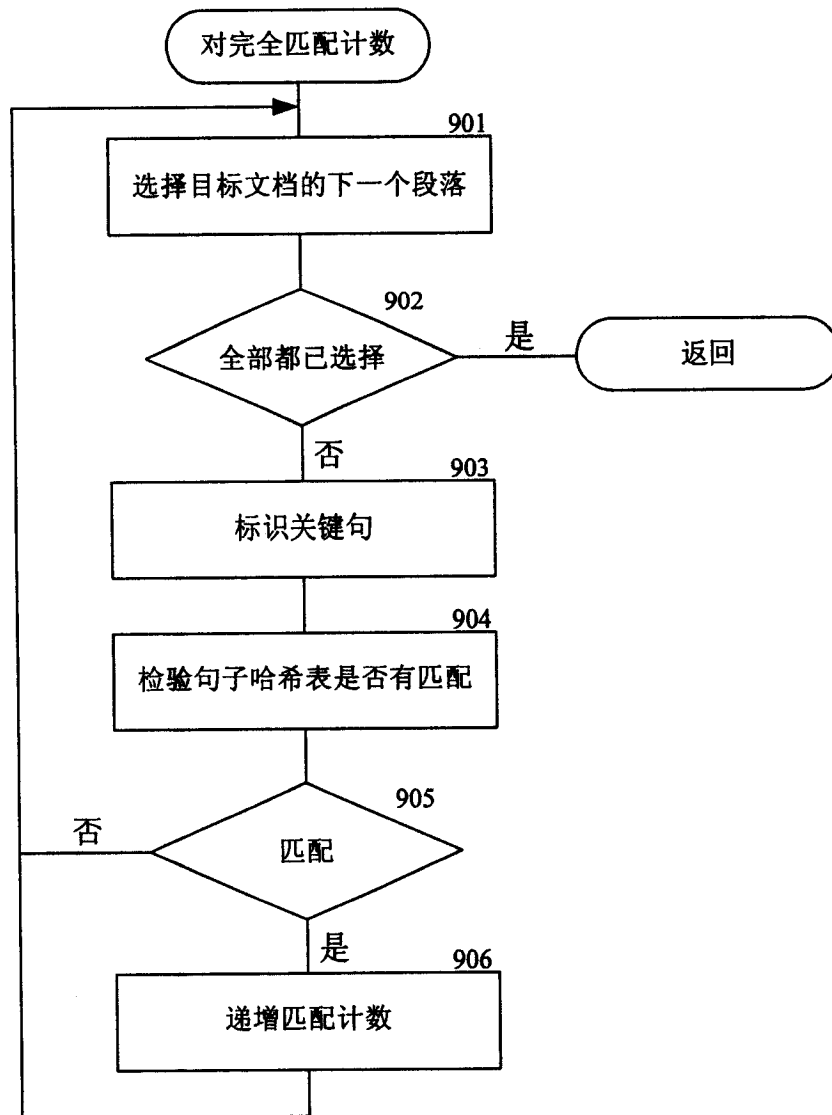 对完全匹配计数
901
选择目标文档的下一个段落
902
全部都已选择
是
返回
否
903
标识关键句
904
检验句子哈希表是否有匹配
905
否
匹配
是
906
递增匹配计数